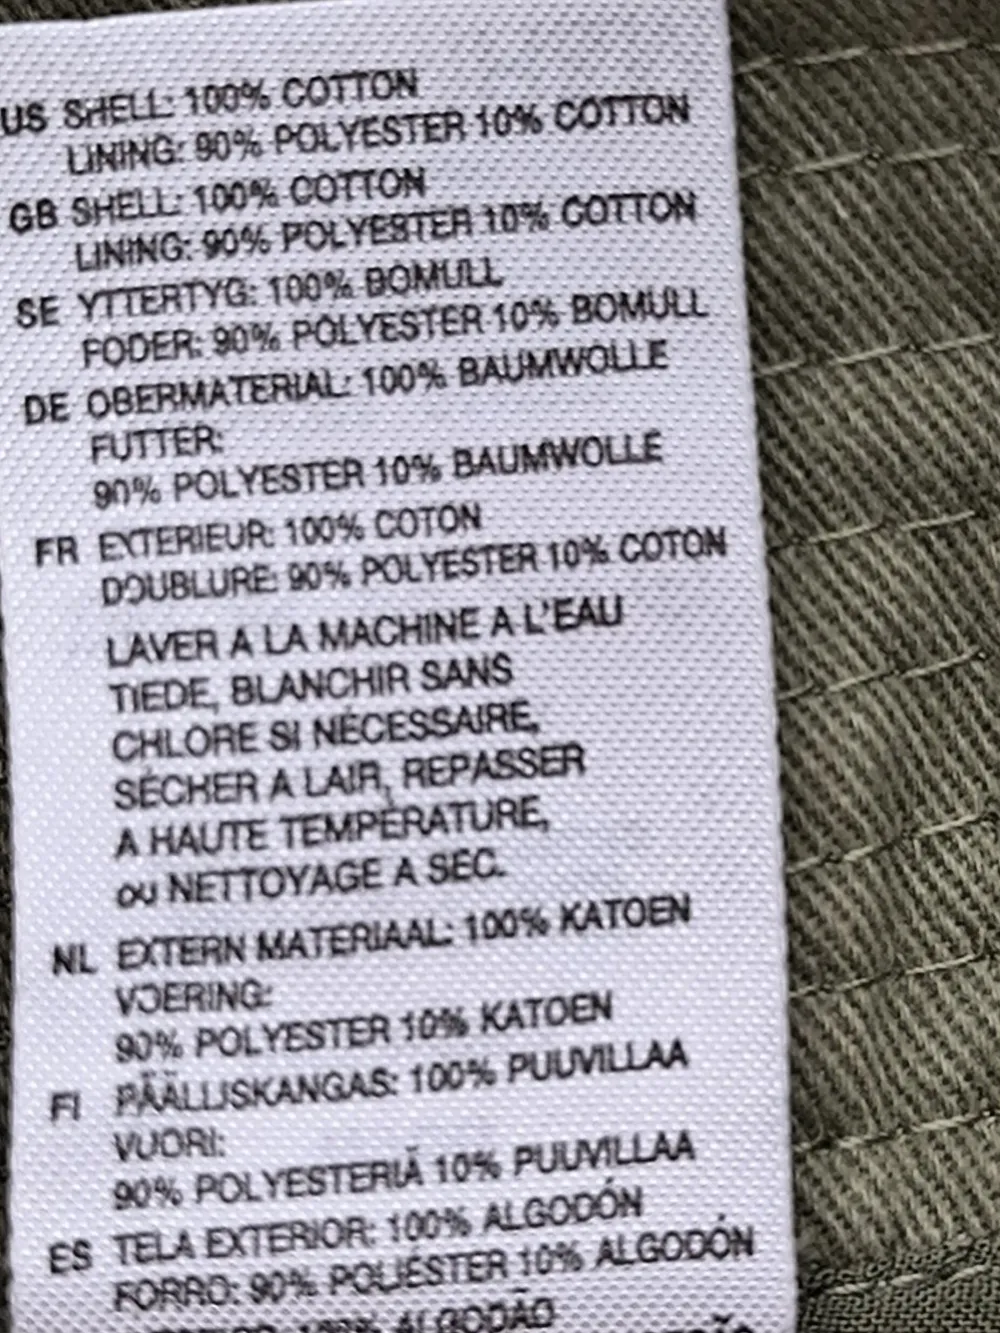 US SHELL: 100% COTTON
LINING: 90% POLYESTER 10% COTTON
GB SHELL: 100% COTTON
LINING: 90% POLYESTER 10% COTTON
SE YTTERTYG: 100% BOMULL
FODER: 90% POLYESTER 10% BOMULL
DE OBERMATERIAL: 100% BAUMWOLLE
FUTTER:
90% POLYESTER 10% BAUMWOLLE
FR EXTERIEUR: 100% COTON
DOUBLURE: 90% POLYESTER 10% COTON
LAVER A LA MACHINE A L'EAU
TIEDE, BLANCHIR SANS
CHLORE SI NÉCESSAIRE,
SÉCHER A LAIR, REPASSER
A HAUTE TEMPÉRATURE,
OU NETTOYAGE A SEC.
NL EXTERN MATERIAAL: 100% KATOEN
VOERING:
90% POLYESTER 10% KATOEN
FI PÄÄLLISKANGAS: 100% PUUVILLAA
VUORI:
90% POLYESTERIÄ 10% PUUVILLAA
ES TELA EXTERIOR: 100% ALGODÓN
FORRO: 90% POLIÉSTER 10% ALGODÓN
100% ALGODÃO